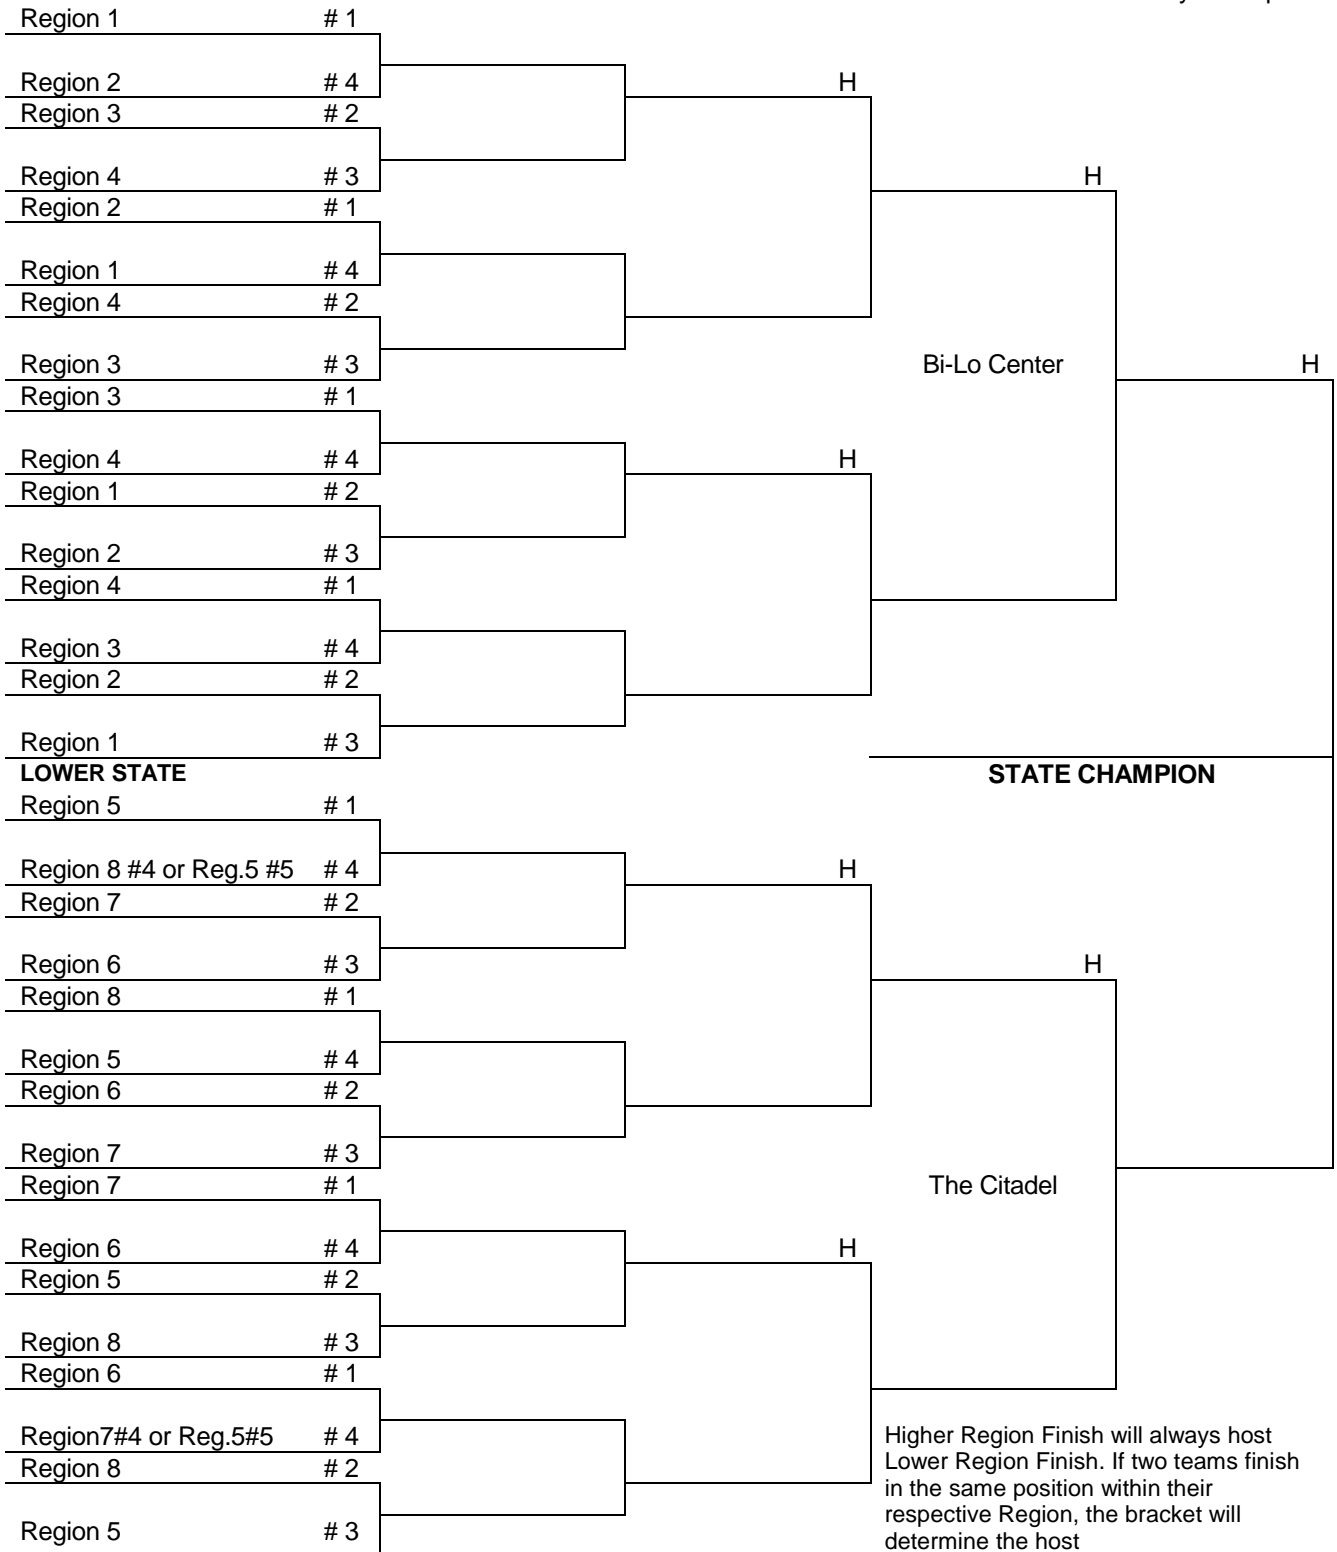 Region 1 # 1
Region 2 # 4 H
Region 3 # 2
Region 4 # 3 H
Region 2 # 1
Region 1 # 4
Region 4 # 2
Region 3 # 3 Bi-Lo Center H
Region 3 # 1
Region 4 # 4 H
Region 1 # 2
Region 2 # 3
Region 4 # 1
Region 3 # 4
Region 2 # 2
Region 1 # 3
LOWER STATE STATE CHAMPION
Region 5 # 1
Region 8 #4 or Reg.5 #5 # 4 H
Region 7 # 2
Region 6 # 3 H
Region 8 # 1
Region 5 # 4
Region 6 # 2
Region 7 # 3
Region 7 # 1 The Citadel
Region 6 # 4 H
Region 5 # 2
Region 8 # 3
Region 6 # 1
Region7#4 or Reg.5#5 # 4
Region 8 # 2
Region 5 # 3
Higher Region Finish will always host
Lower Region Finish. If two teams finish
in the same position within their
respective Region, the bracket will
determine the host